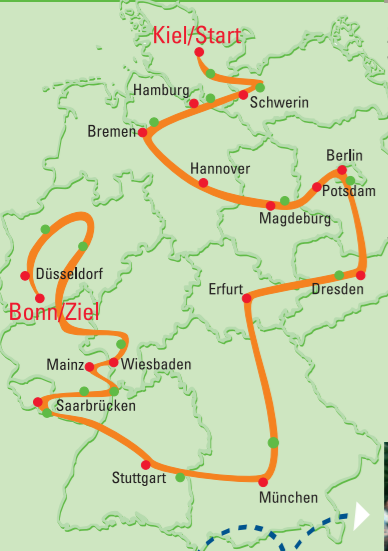 Kiel/Start
Hamburg
Schwerin
Bremen
Berlin
Hannover
Potsdam
Magdeburg
Düsseldorf
Erfurt
Dresden
Bonn/Ziel
Mainz
Wiesbaden
Saarbrücken
Stuttgart
München